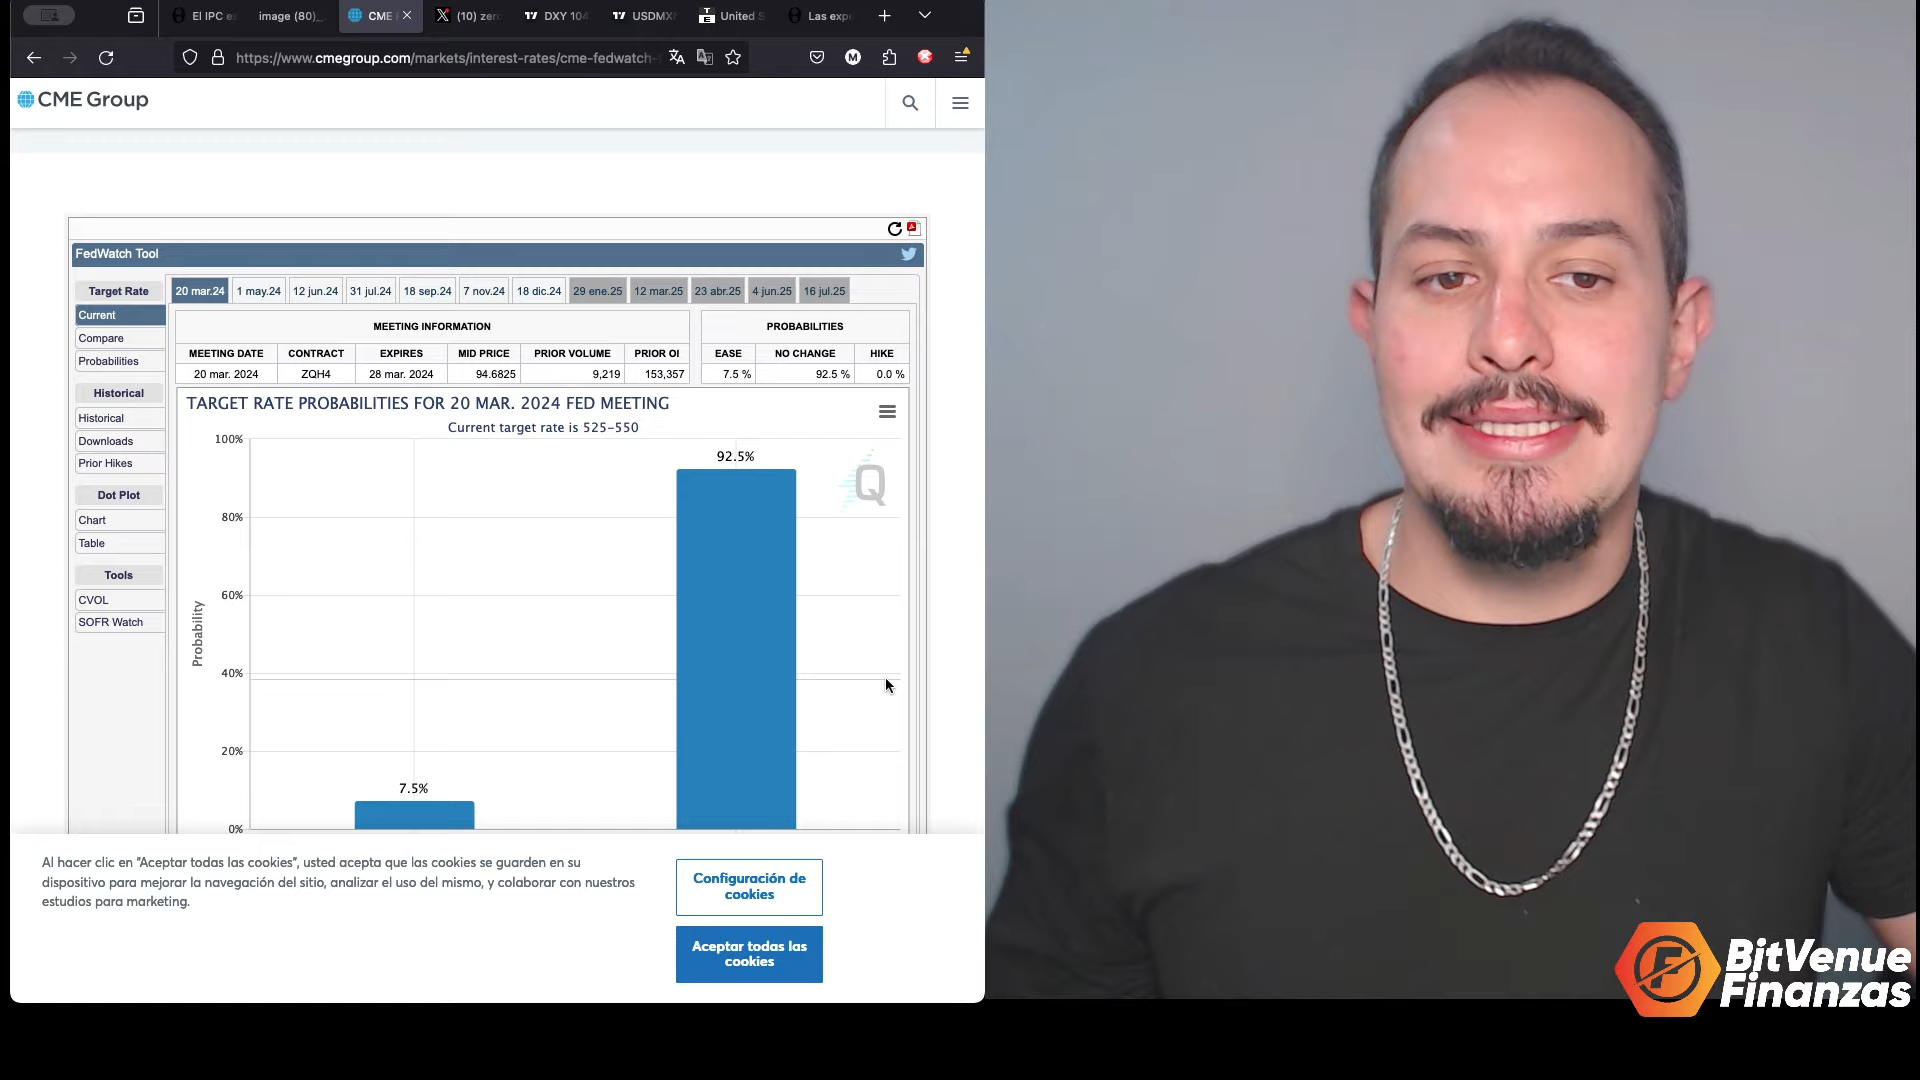 El IPC e
image (80)
CME
(10) zer
DXY 104
USDMX
United S
Las exp
https://www.cmegroup.com/markets/interest-rates/cme-fedwatch-
CME Group
FedWatch Tool
Target Rate
Current
Compare
Probabilities
Historical
Historical
Downloads
Prior Hikes
Dot Plot
Chart
Table
Tools
CVOL
SOFR Watch
20 mar.24 1 may.24 12 jun.24 31 jul.24 18 sep.24 7 nov.24 18 dic.24 29 ene.25 12 mar.25 23 abr.25 4 jun.25 16 jul.25
MEETING INFORMATION
MEETING DATE CONTRACT EXPIRES MID PRICE PRIOR VOLUME PRIOR OI
20 mar. 2024 ZQH4 28 mar. 2024 94.6825 9,219 153,357
PROBABILITIES
EASE NO CHANGE HIKE
7.5 % 92.5 % 0.0 %
TARGET RATE PROBABILITIES FOR 20 MAR. 2024 FED MEETING
Current target rate is 525–550
Probability
100%
80%
60%
40%
20%
0%
7.5%
92.5%
Q
Al hacer clic en “Aceptar todas las cookies”, usted acepta que las cookies se guarden en su
dispositivo para mejorar la navegación del sitio, analizar el uso del mismo, y colaborar con nuestros
estudios para marketing.
Configuración de
cookies
Aceptar todas las
cookies
BitVenue
Finanzas